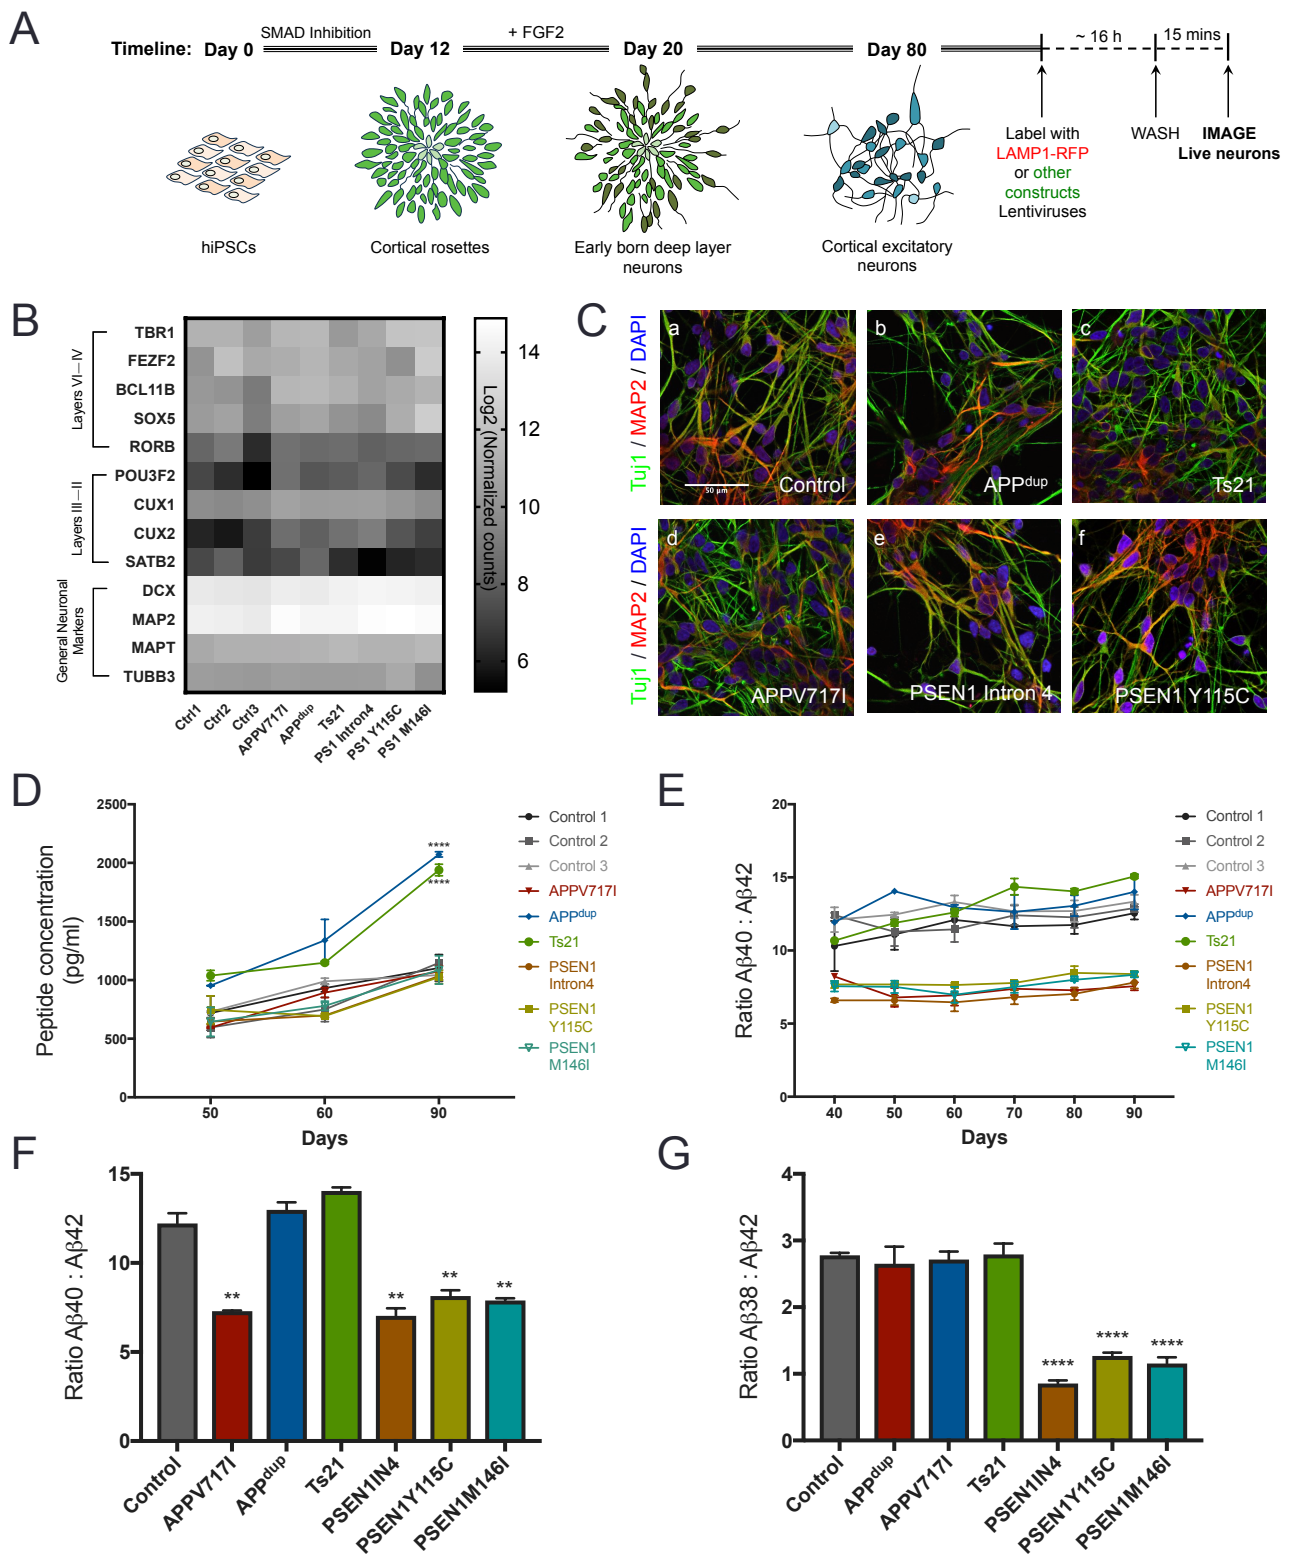 A
Timeline: Day 0 SMAD Inhibition Day 12 + FGF2 Day 20 Day 80 ~ 16 h 15 mins
Label with
LAMP1-RFP
or other
constructs
Lentiviruses
WASH
IMAGE
Live neurons
hiPSCs
Cortical rosettes
Early born deep layer
neurons
Cortical excitatory
neurons
B
Layers VI—IV
TBR1
FEZF2
BCL11B
SOX5
RORB
Layers III—II
POU3F2
CUX1
CUX2
SATB2
General Neuronal
Markers
DCX
MAP2
MAPT
TUBB3
Ctrl1
Ctrl2
Ctrl3
APPV717I
APPdup
Ts21
PS1 Intron4
PS1 Y115C
PS1 M146I
Log2 (Normalized counts)
14
12
10
8
6
C
Tuj1 / MAP2 / DAPI
a
50 µm
Control
b
APPdup
c
Ts21
Tuj1 / MAP2 / DAPI
d
APPV717I
e
PSEN1 Intron 4
f
PSEN1 Y115C
D
Peptide concentration
(pg/ml)
2500
2000
1500
1000
500
0
****
****
50
60
90
Days
Control 1
Control 2
Control 3
APPV717I
APPdup
Ts21
PSEN1
Intron4
PSEN1
Y115C
PSEN1
M146I
E
Ratio Aβ40 : Aβ42
20
15
10
5
0
40
50
60
70
80
90
Days
Control 1
Control 2
Control 3
APPV717I
APPdup
Ts21
PSEN1
Intron4
PSEN1
Y115C
PSEN1
M146I
F
Ratio Aβ40 : Aβ42
15
10
5
0
**
**
**
**
Control
APPV717I
APPdup
Ts21
PSEN1IN4
PSEN1Y115C
PSEN1M146I
G
Ratio Aβ38 : Aβ42
4
3
2
1
0
****
****
****
Control
APPdup
APPV717I
Ts21
PSEN1IN4
PSEN1Y115C
PSEN1M146I